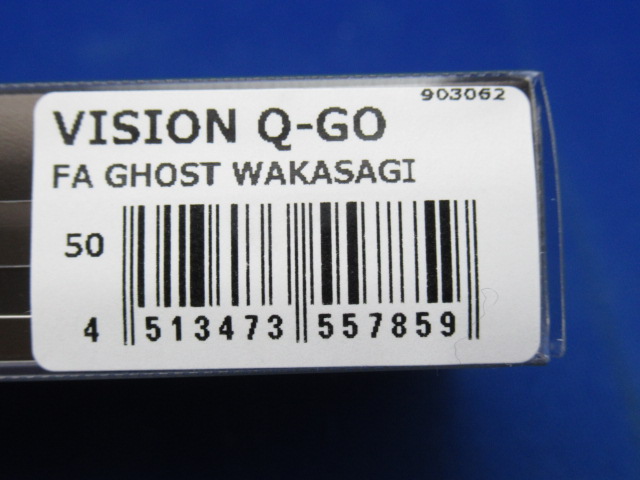 903062
VISION Q-GO
FA GHOST WAKASAGI
50
4 513473 557859